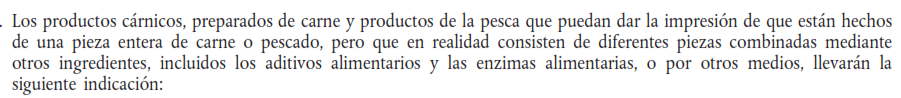 . Los productos cárnicos, preparados de carne y productos de la pesca que puedan dar la impresión de que están hechos
de una pieza entera de carne o pescado, pero que en realidad consisten de diferentes piezas combinadas mediante
otros ingredientes, incluidos los aditivos alimentarios y las enzimas alimentarias, o por otros medios, llevarán la
siguiente indicación: